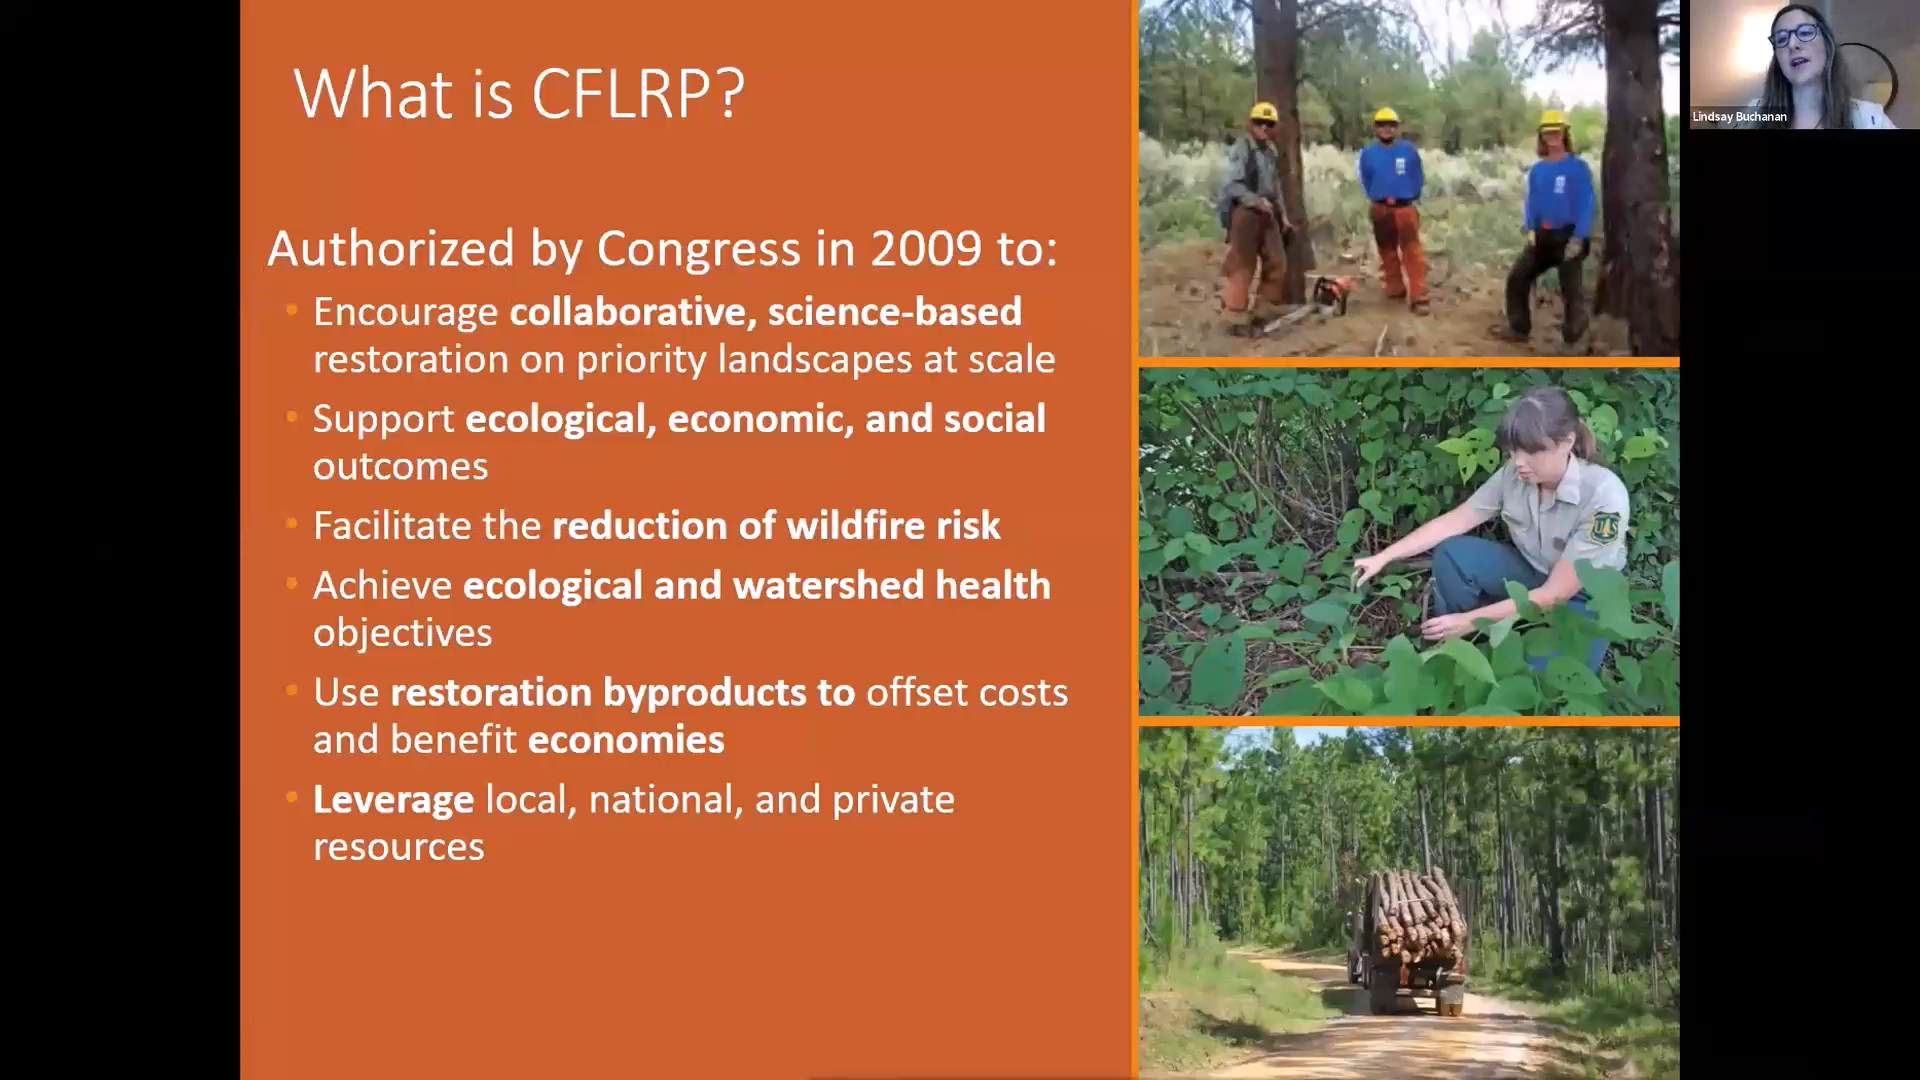 What is CFLRP?
Authorized by Congress in 2009 to:
• Encourage collaborative, science-based
restoration on priority landscapes at scale
• Support ecological, economic, and social
outcomes
• Facilitate the reduction of wildfire risk
• Achieve ecological and watershed health
objectives
• Use restoration byproducts to offset costs
and benefit economies
• Leverage local, national, and private
resources
Lindsay Buchanan
UAS